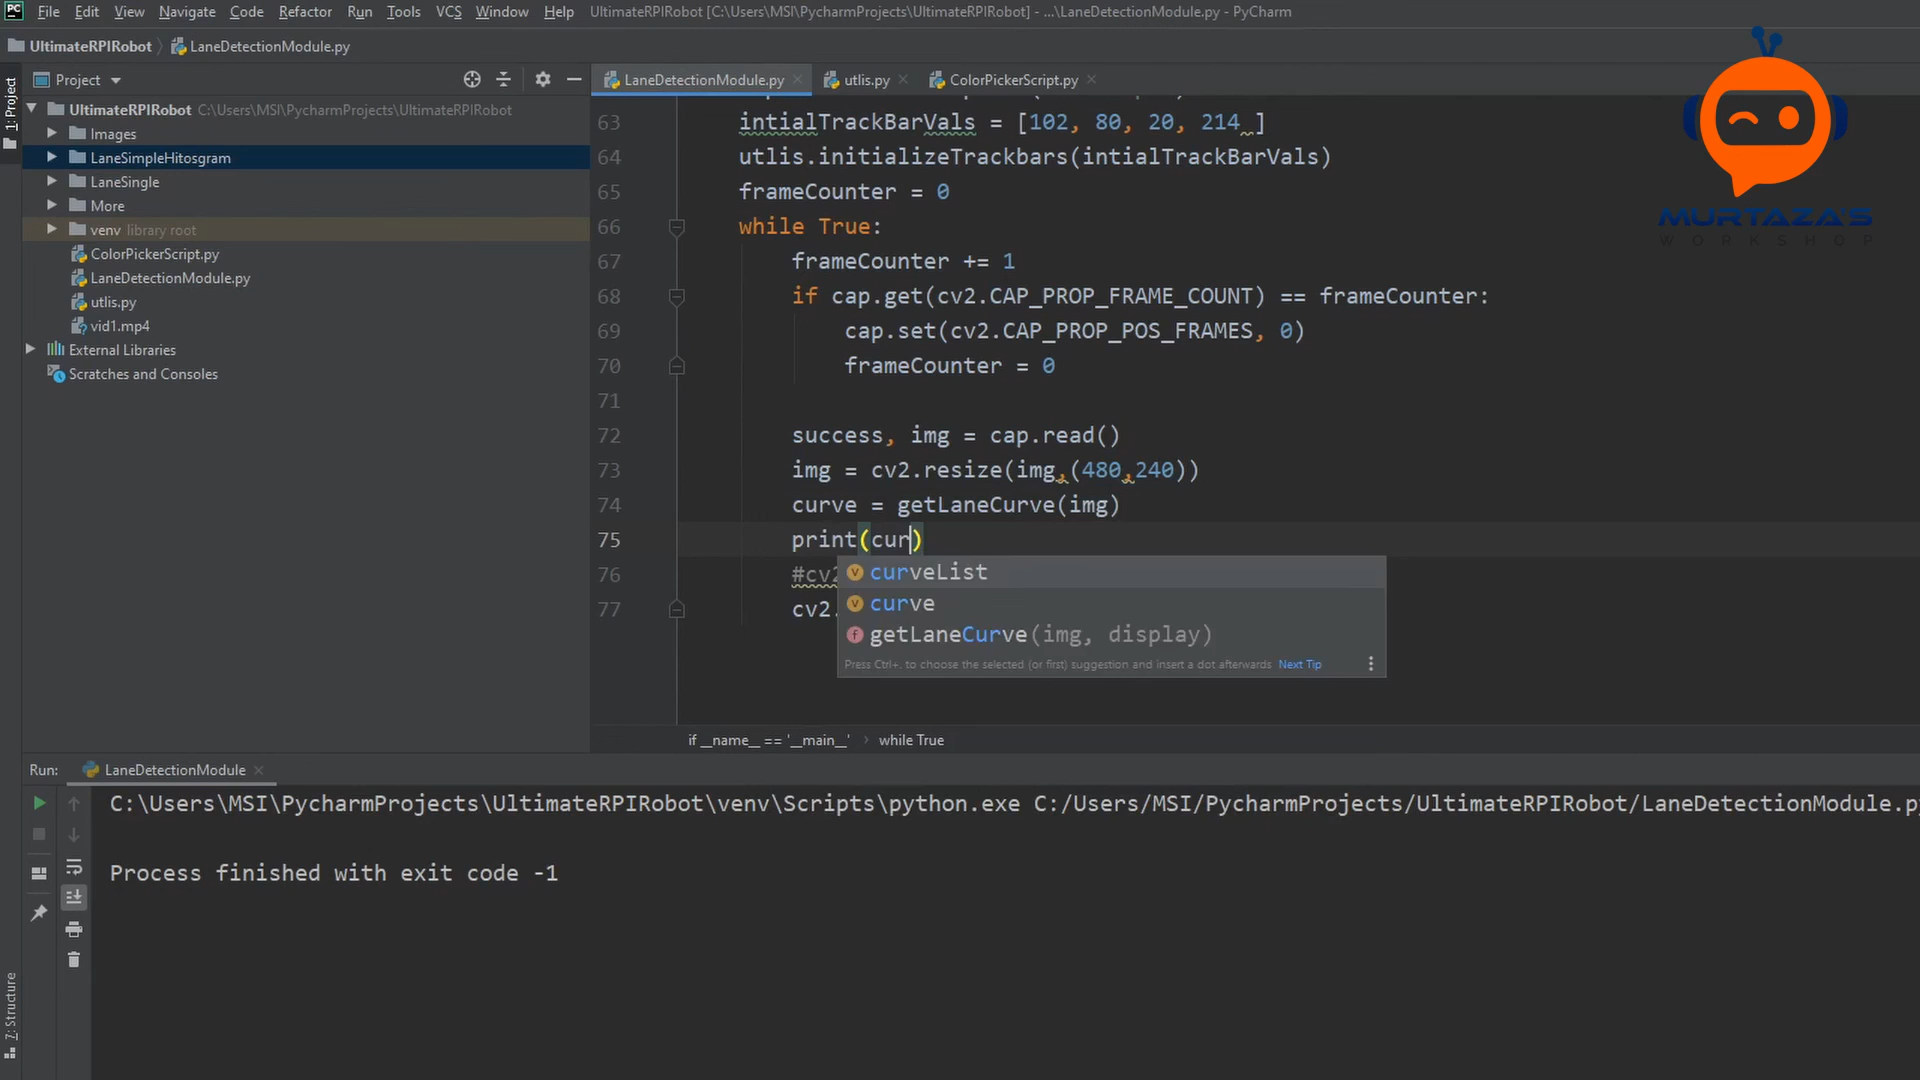 PC File Edit View Navigate Code Refactor Run Tools VCS Window Help UltimateRPIRobot [C:\Users\MSI\PycharmProjects\UltimateRPIRobot] - ...\LaneDetectionModule.py - PyCharm
UltimateRPIRobot LaneDetectionModule.py
1: Project
Project
LaneDetectionModule.py utlis.py ColorPickerScript.py
UltimateRPIRobot C:\Users\MSI\PycharmProjects\UltimateRPIRobot
Images
LaneSimpleHitosgram
LaneSingle
More
venv library root
ColorPickerScript.py
LaneDetectionModule.py
utlis.py
vid1.mp4
External Libraries
Scratches and Consoles
63 intialTrackBarVals = [102, 80, 20, 214 ]
64 utlis.initializeTrackbars(intialTrackBarVals)
65 frameCounter = 0
66 while True:
67 frameCounter += 1
68 if cap.get(cv2.CAP_PROP_FRAME_COUNT) == frameCounter:
69 cap.set(cv2.CAP_PROP_POS_FRAMES, 0)
70 frameCounter = 0
71
72 success, img = cap.read()
73 img = cv2.resize(img,(480,240))
74 curve = getLaneCurve(img)
75 print(cur)
76 #cv2
77 cv2.
curveList
curve
getLaneCurve(img, display)
Press Ctrl+. to choose the selected (or first) suggestion and insert a dot afterwards Next Tip
if __name__ == '__main__' while True
MURTAZA'S
WORKSHOP
Run: LaneDetectionModule
C:\Users\MSI\PycharmProjects\UltimateRPIRobot\venv\Scripts\python.exe C:/Users/MSI/PycharmProjects/UltimateRPIRobot/LaneDetectionModule.py
Process finished with exit code -1
7: Structure